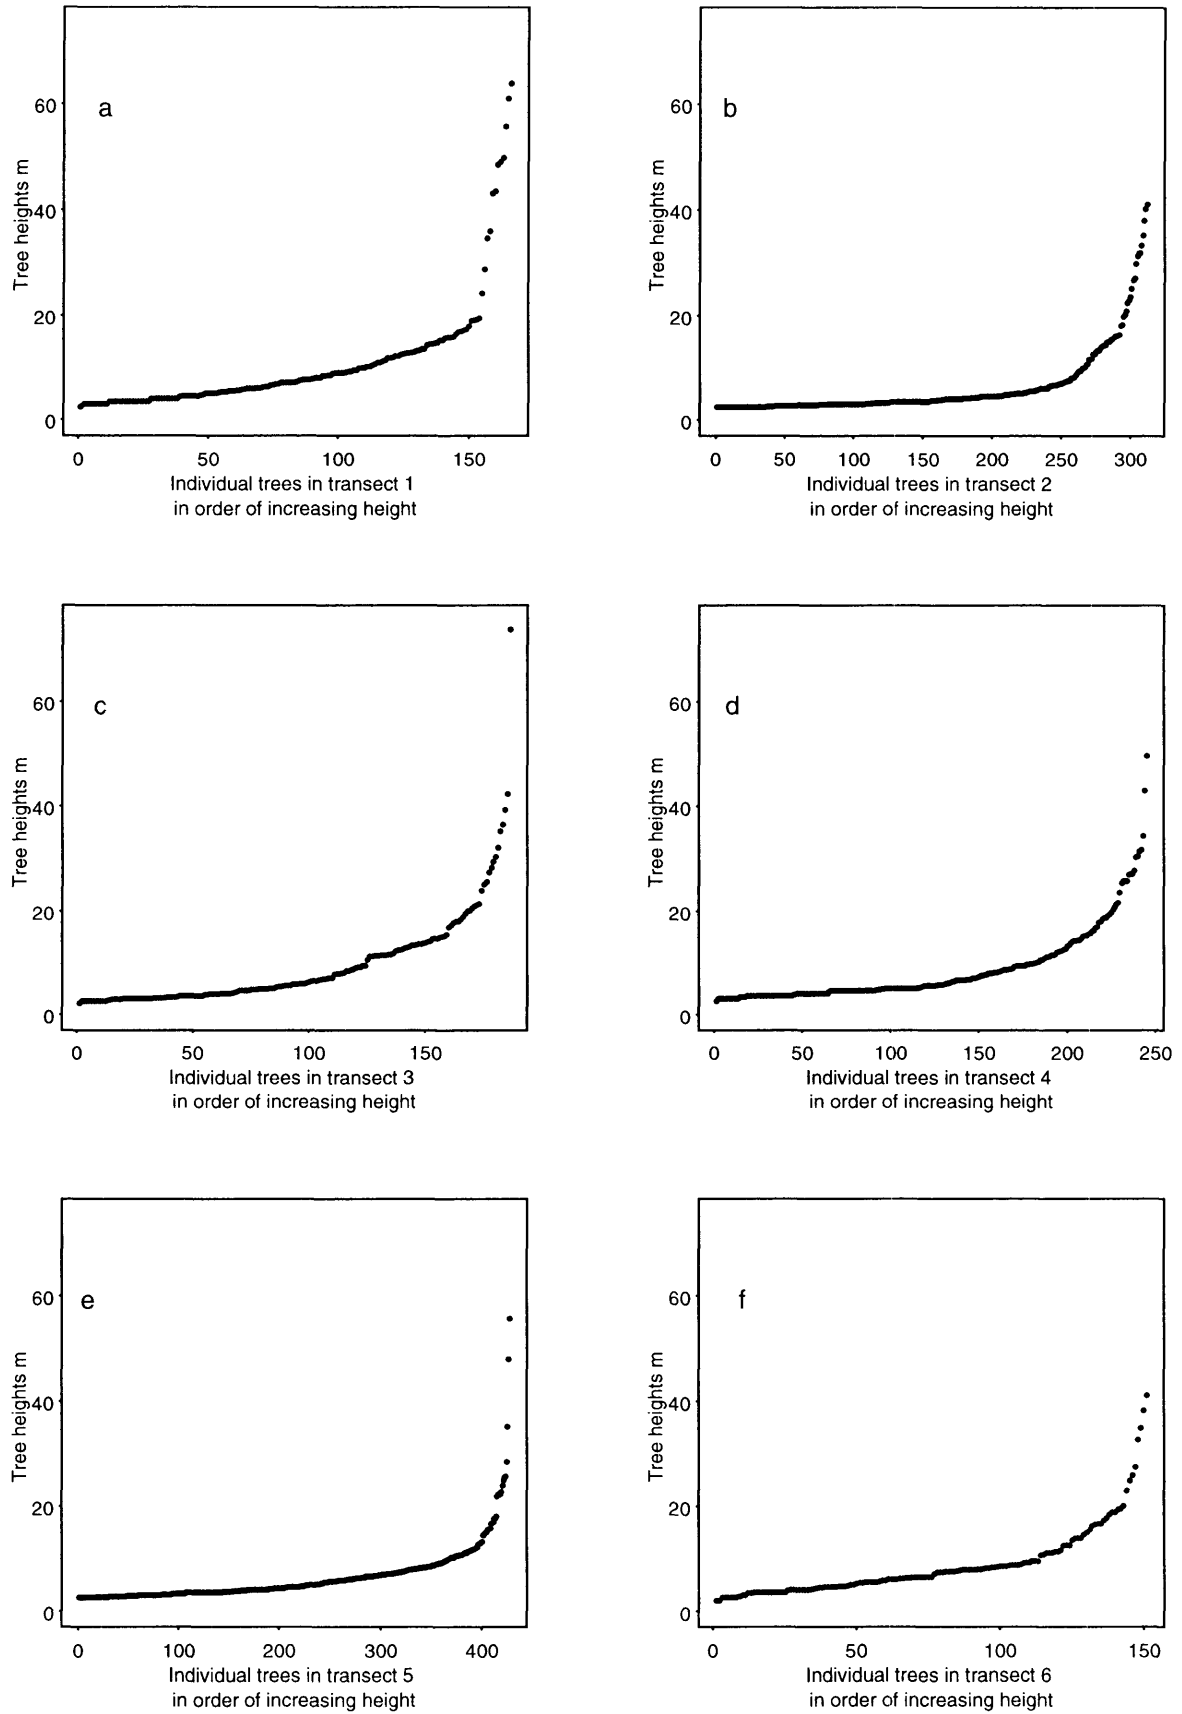 a
60
40
20
0
Tree heights m
0 50 100 150
Individual trees in transect 1
in order of increasing height
b
60
40
20
0
Tree heights m
0 50 100 150 200 250 300
Individual trees in transect 2
in order of increasing height
c
60
40
20
0
Tree heights m
0 50 100 150
Individual trees in transect 3
in order of increasing height
d
60
40
20
0
Tree heights m
0 50 100 150 200 250
Individual trees in transect 4
in order of increasing height
e
60
40
20
0
Tree heights m
0 100 200 300 400
Individual trees in transect 5
in order of increasing height
f
60
40
20
0
Tree heights m
0 50 100 150
Individual trees in transect 6
in order of increasing height